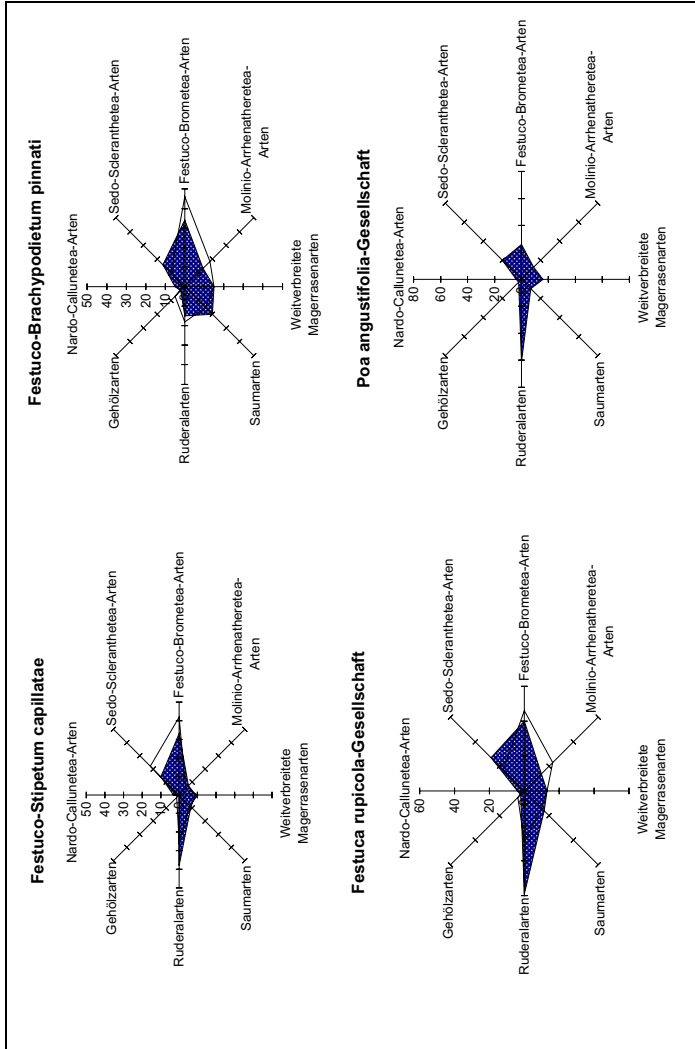 Festuco-Stipetum capillatae
Nardo-Callunetea-Arten
50
40
30
20
10
0
Sedo-Scleranthetea-Arten
Festuco-Brometea-Arten
Molinio-Arrhenatheretea-
Arten
Weitverbreitete
Magerrasenarten
Saumarten
Ruderalarten
Gehölzarten
Festuco-Brachypodietum pinnati
Nardo-Callunetea-Arten
50
40
30
20
10
0
Sedo-Scleranthetea-Arten
Festuco-Brometea-Arten
Molinio-Arrhenatheretea-
Arten
Weitverbreitete
Magerrasenarten
Saumarten
Ruderalarten
Gehölzarten
Festuca rupicola-Gesellschaft
Nardo-Callunetea-Arten
60
40
20
0
Sedo-Scleranthetea-Arten
Festuco-Brometea-Arten
Molinio-Arrhenatheretea-
Arten
Weitverbreitete
Magerrasenarten
Saumarten
Ruderalarten
Gehölzarten
Poa angustifolia-Gesellschaft
Nardo-Callunetea-Arten
80
60
40
20
0
Sedo-Scleranthetea-Arten
Festuco-Brometea-Arten
Molinio-Arrhenatheretea-
Arten
Weitverbreitete
Magerrasenarten
Saumarten
Ruderalarten
Gehölzarten